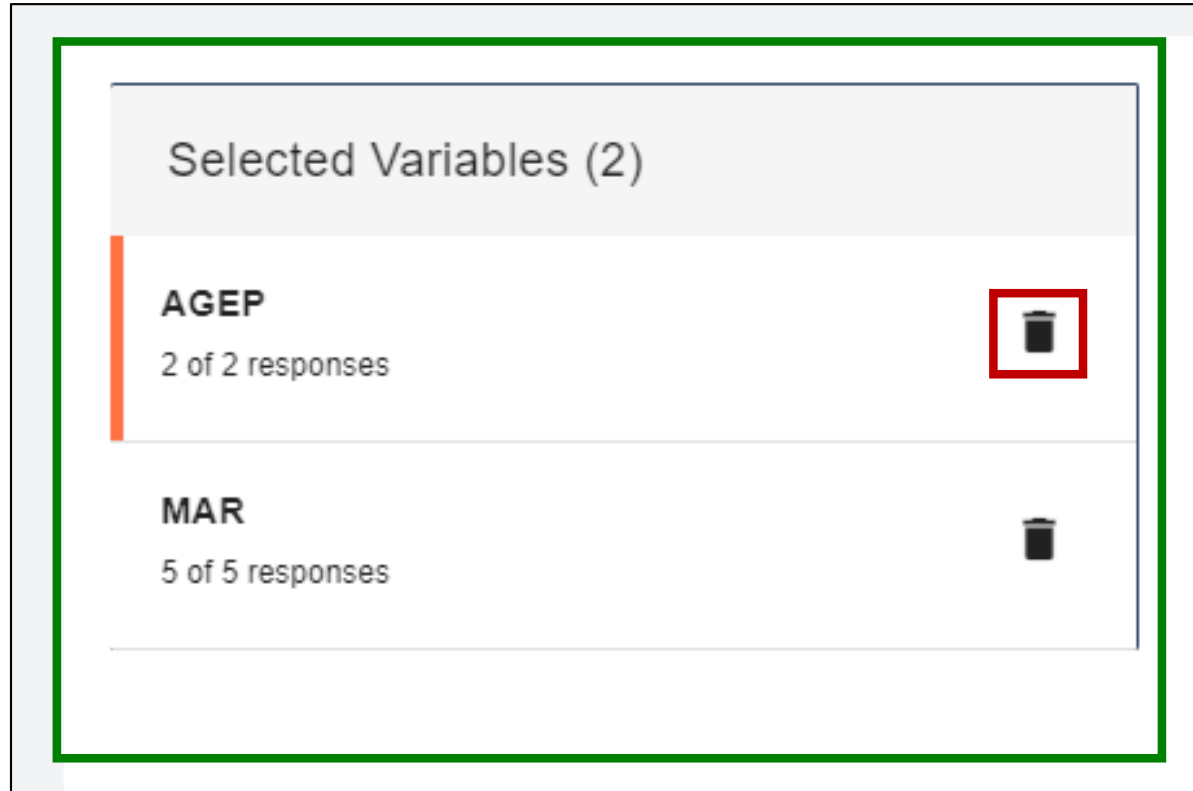 Selected Variables (2)
AGEP
2 of 2 responses
MAR
5 of 5 responses